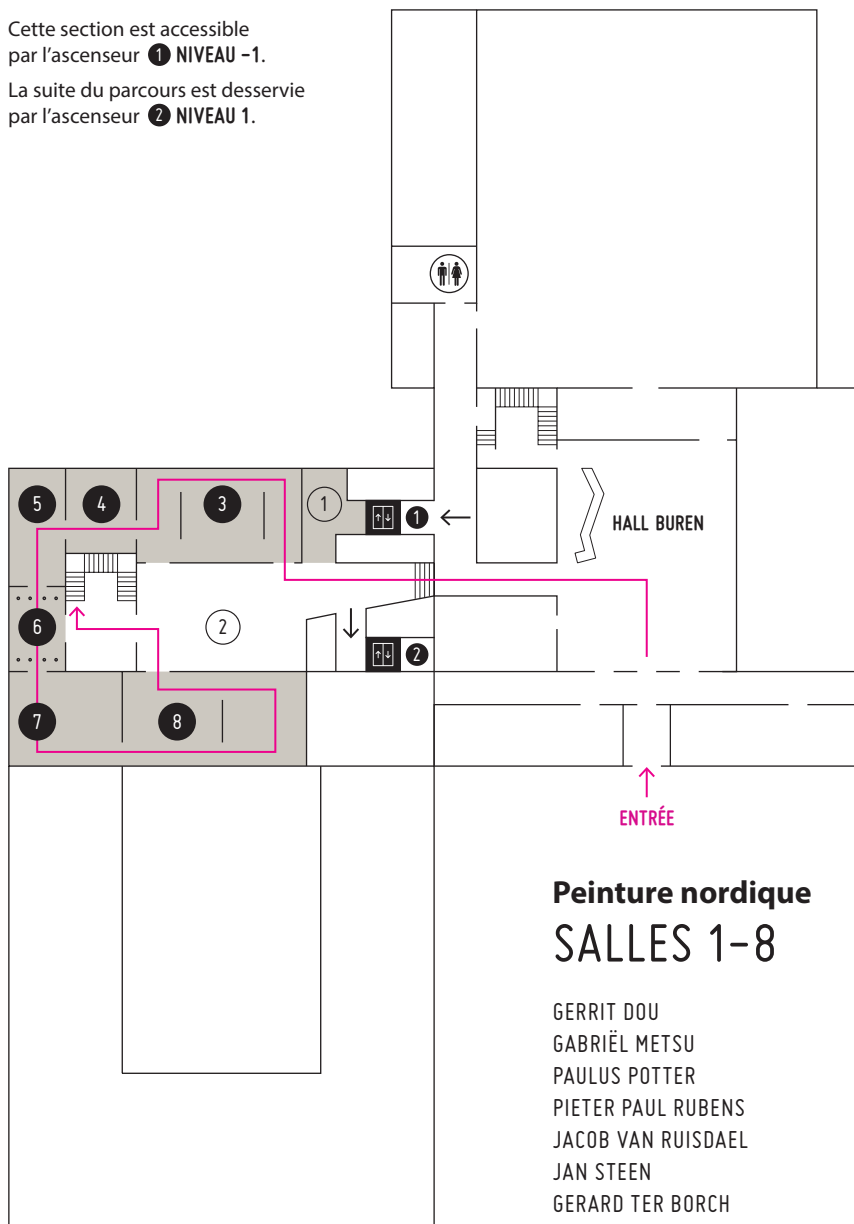 Cette section est accessible
par l'ascenseur 1 NIVEAU -1.
La suite du parcours est desservie
par l'ascenseur 2 NIVEAU 1.
5
4
3
1
1
HALL BUREN
6
2
2
7
8
ENTRÉE
Peinture nordique
SALLES 1-8
GERRIT DOU
GABRIËL METSU
PAULUS POTTER
PIETER PAUL RUBENS
JACOB VAN RUISDAEL
JAN STEEN
GERARD TER BORCH